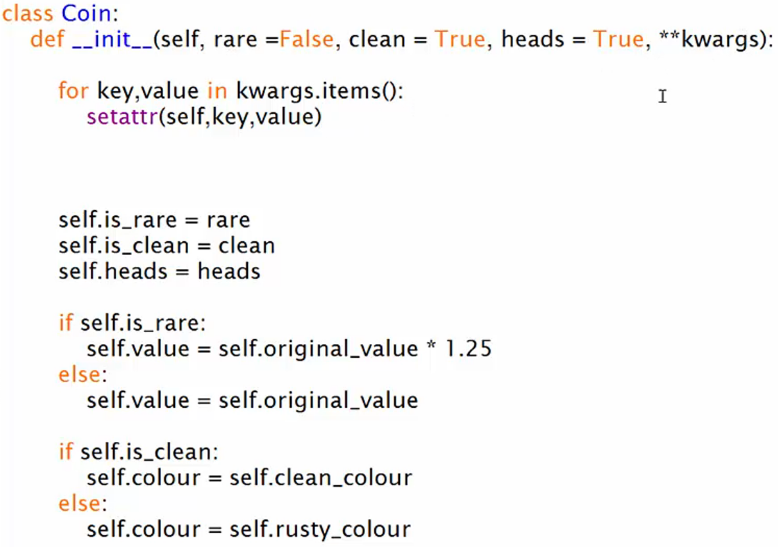 class Coin:
def __init__(self, rare =False, clean = True, heads = True, **kwargs):
for key,value in kwargs.items():
setattr(self,key,value)
self.is_rare = rare
self.is_clean = clean
self.heads = heads
if self.is_rare:
self.value = self.original_value * 1.25
else:
self.value = self.original_value
if self.is_clean:
self.colour = self.clean_colour
else:
self.colour = self.rusty_colour